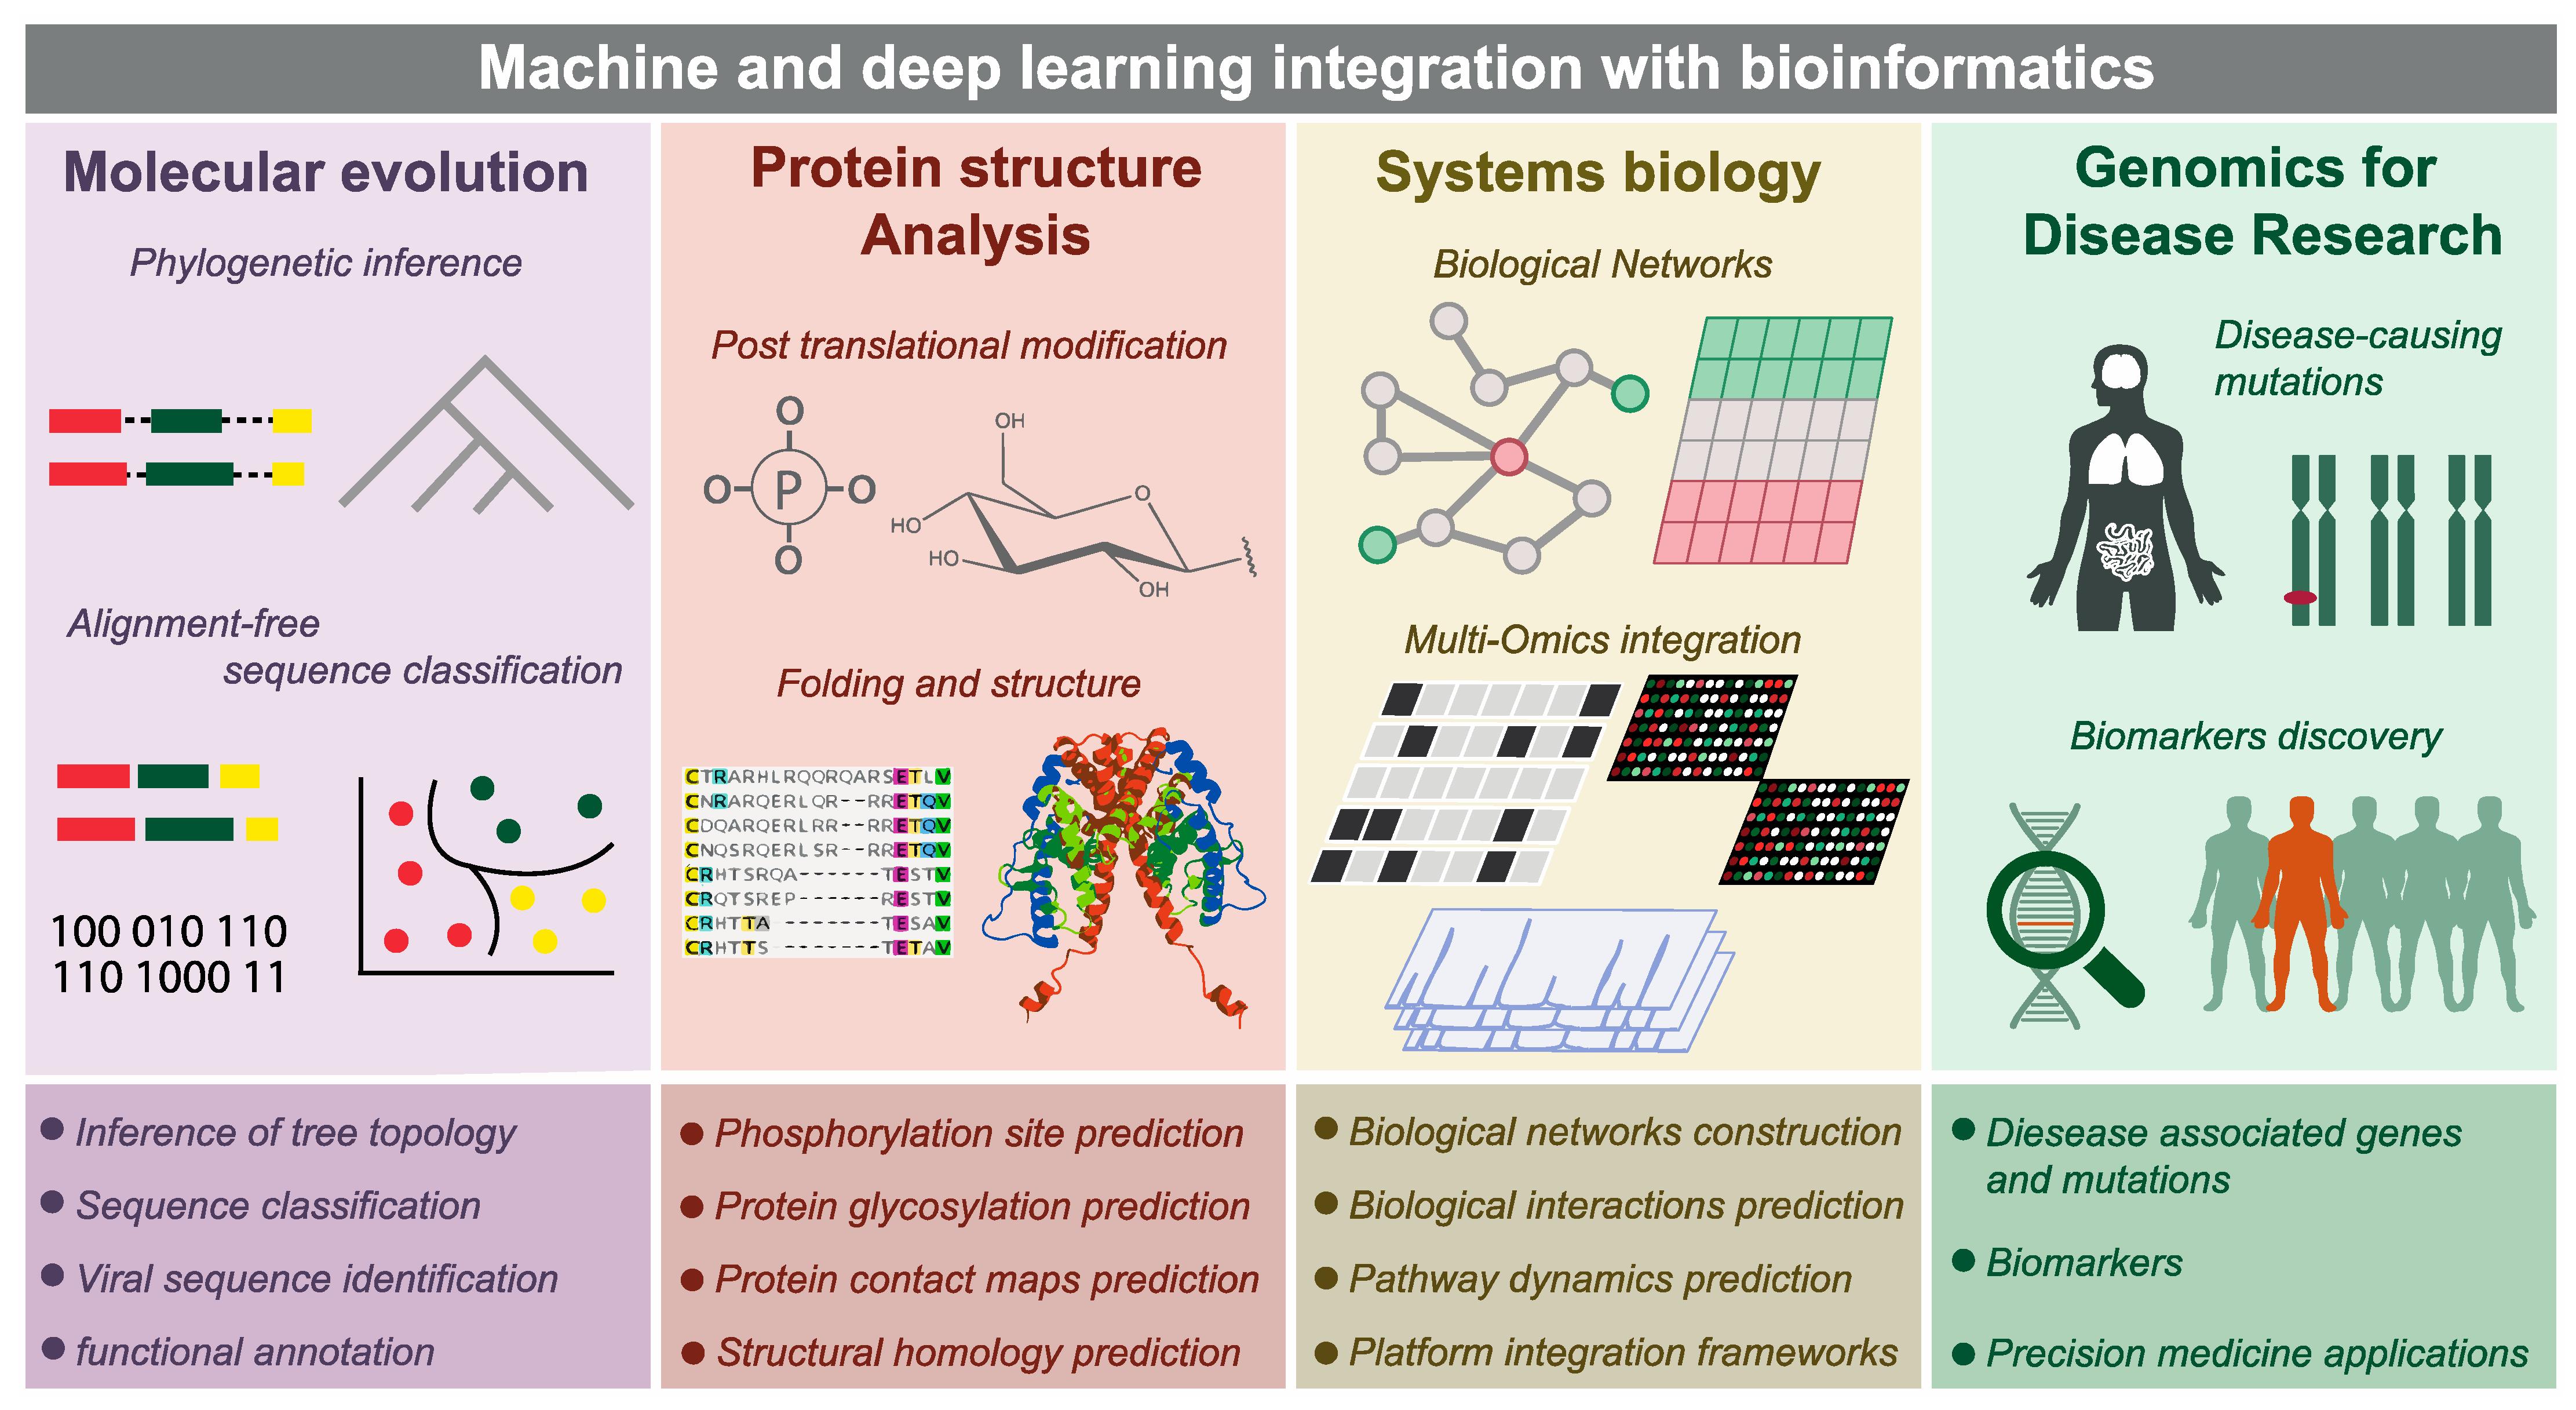 Machine and deep learning integration with bioinformatics
Molecular evolution
Phylogenetic inference
Alignment-free
sequence classification
100 010 110
110 1000 11
Inference of tree topology
Sequence classification
Viral sequence identification
functional annotation
Protein structure
Analysis
Post translational modification
O
O P O
O
OH
O
HO
HO
OH
Folding and structure
CTRARHLRQQRQARSETLV
CNRARQERLQR--RRETQV
CDQARQERLRR--RRETQV
CNQSRQERLSR--RRETQV
CRHTSRQA------TESTV
CRQTSREP------RESTV
CRHTTA--------TESAV
CRHTTS--------TETAV
Phosphorylation site prediction
Protein glycosylation prediction
Protein contact maps prediction
Structural homology prediction
Systems biology
Biological Networks
Multi-Omics integration
Biological networks construction
Biological interactions prediction
Pathway dynamics prediction
Platform integration frameworks
Genomics for
Disease Research
Disease-causing
mutations
Biomarkers discovery
Diesease associated genes
and mutations
Biomarkers
Precision medicine applications